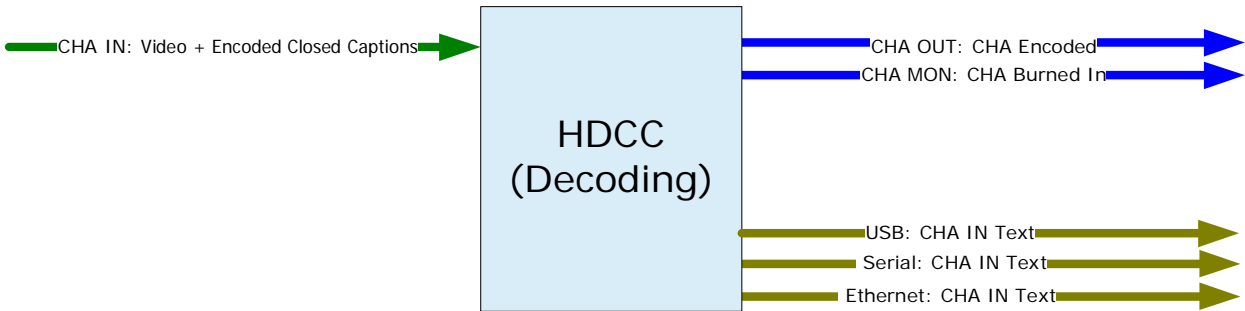 CHA IN: Video + Encoded Closed Captions
CHA OUT: CHA Encoded
CHA MON: CHA Burned In
HDCC
(Decoding)
USB: CHA IN Text
Serial: CHA IN Text
Ethernet: CHA IN Text